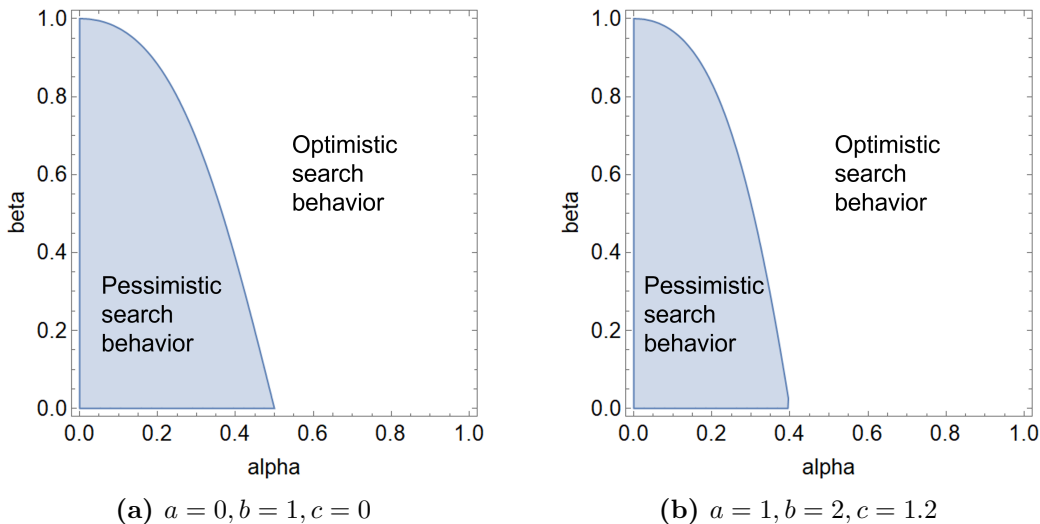 1.0
0.8
0.6
0.4
0.2
0.0
beta
Optimistic
search
behavior
Pessimistic
search
behavior
0.0 0.2 0.4 0.6 0.8 1.0
alpha
(a) a = 0, b = 1, c = 0
1.0
0.8
0.6
0.4
0.2
0.0
beta
Optimistic
search
behavior
Pessimistic
search
behavior
0.0 0.2 0.4 0.6 0.8 1.0
alpha
(b) a = 1, b = 2, c = 1.2